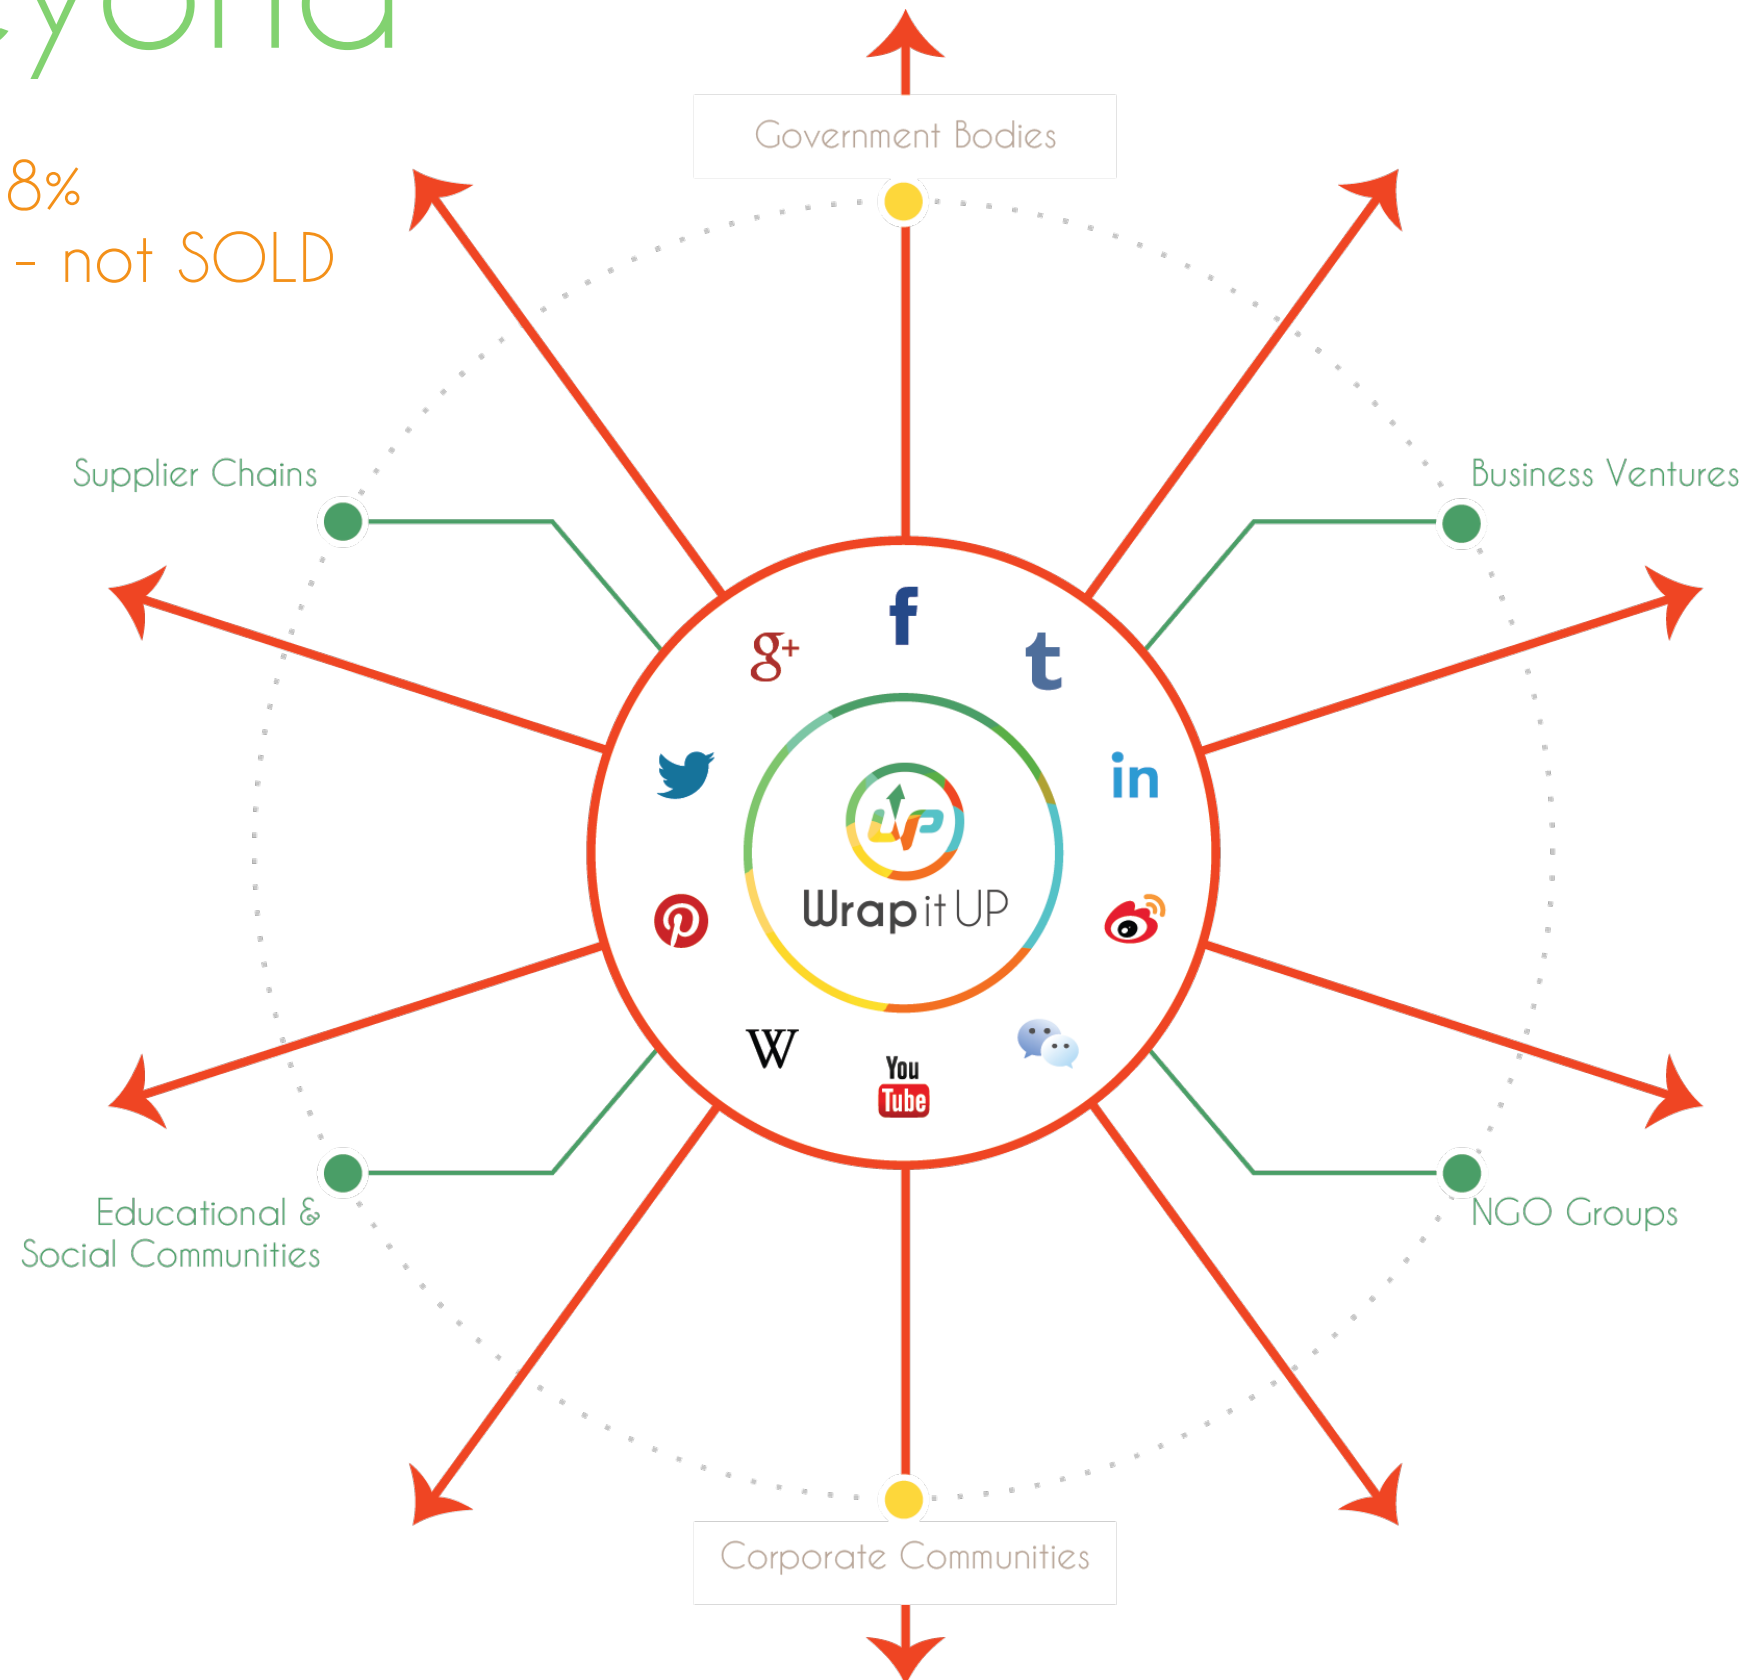 8%
- not SOLD
Government Bodies
Supplier Chains
Business Ventures
f
g+
t
in
UP
Wrap it UP
W
You
Tube
Educational &
Social Communities
NGO Groups
Corporate Communities